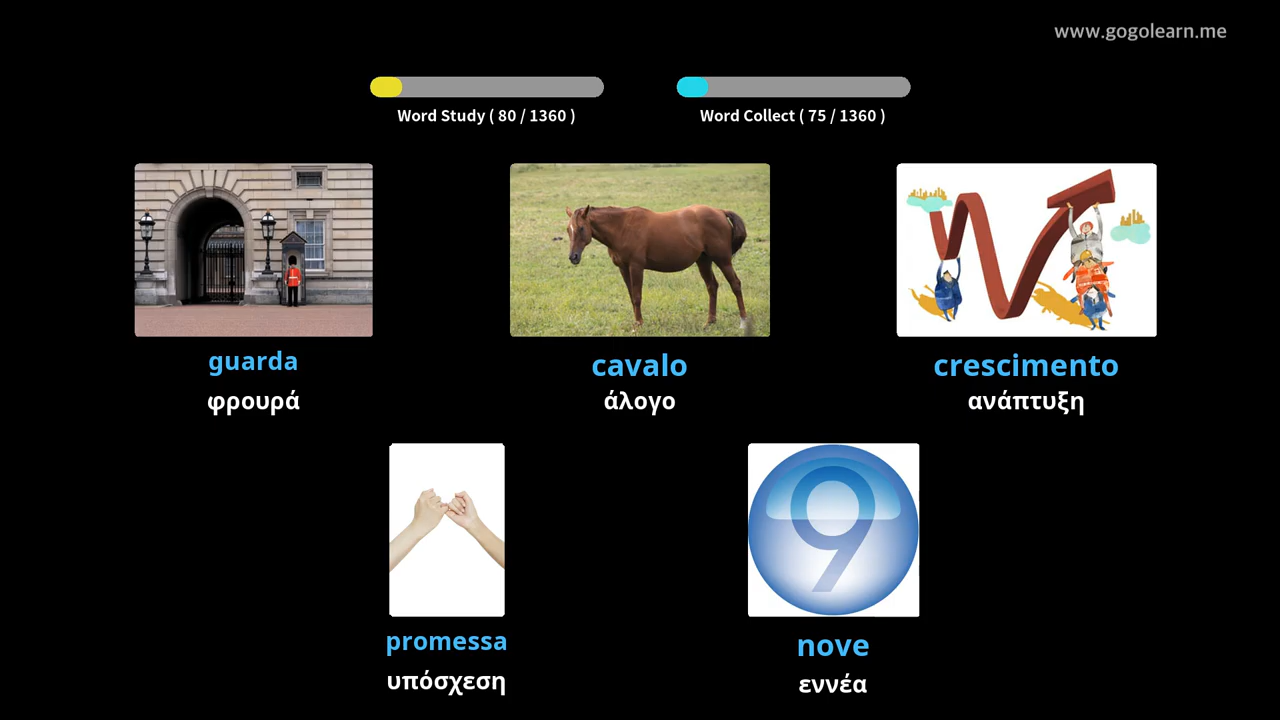 www.gogolearn.me
Word Study ( 80 / 1360 )
Word Collect ( 75 / 1360 )
guarda
φρουρά
cavalo
άλογο
crescimento
ανάπτυξη
promessa
υπόσχεση
9
nove
εννέα